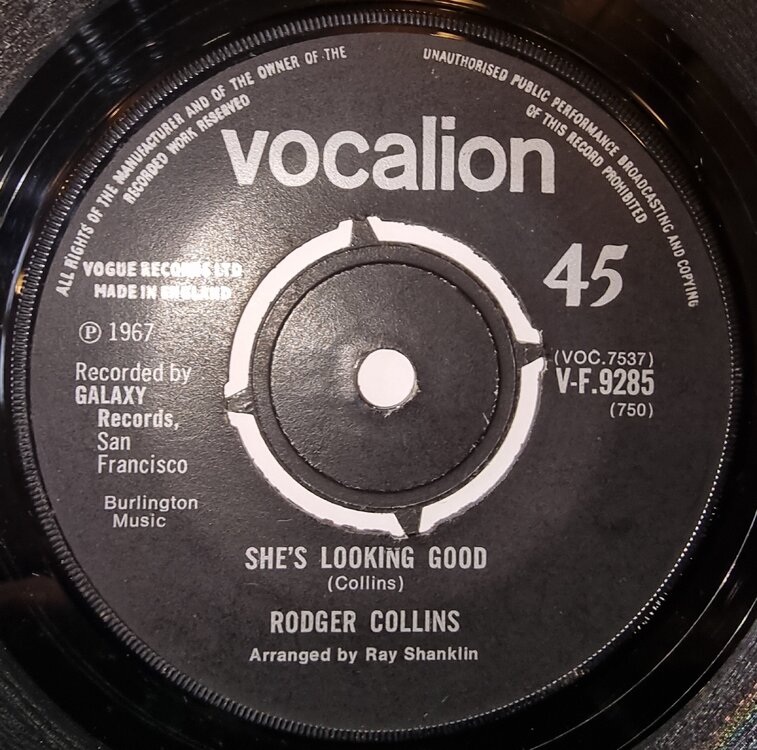 ALL RIGHTS OF THE MANUFACTURER AND OF THE OWNER OF THE
RECORDED WORK RESERVED
UNAUTHORISED PUBLIC PERFORMANCE BROADCASTING AND COPYING
OF THIS RECORD PROHIBITED
vocalion
VOGUE RECORDS LTD
MADE IN ENGLAND
45
℗ 1967
(VOC.7537)
V-F.9285
(750)
Recorded by
GALAXY
Records,
San
Francisco
Burlington
Music
SHE'S LOOKING GOOD
(Collins)
RODGER COLLINS
Arranged by Ray Shanklin